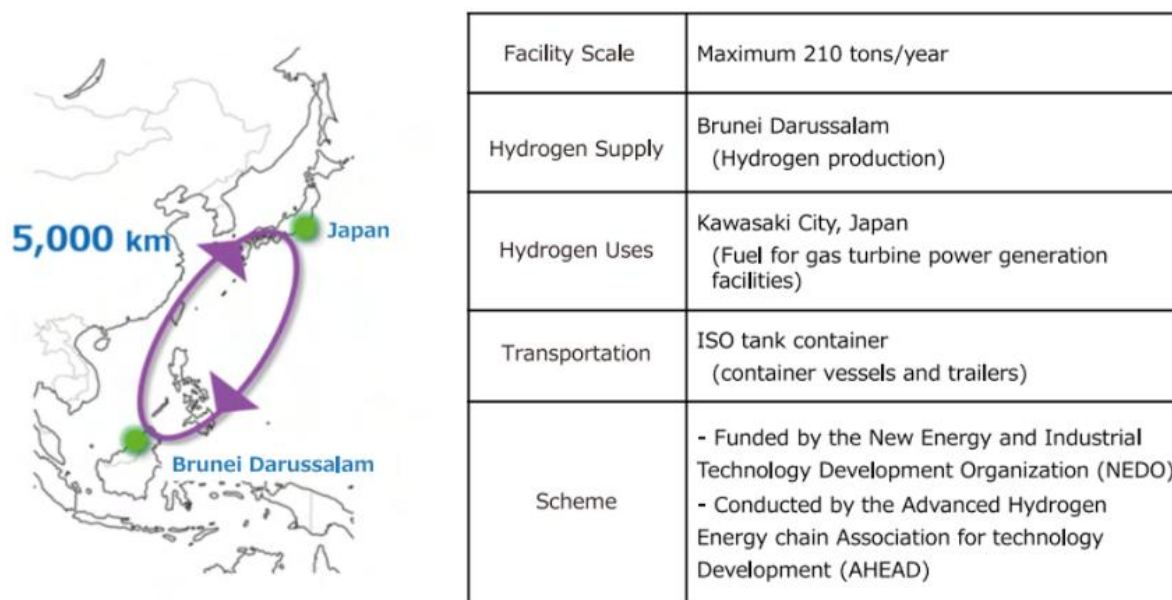 5,000 km
Japan
Brunei Darussalam
Facility Scale
Maximum 210 tons/year
Hydrogen Supply
Brunei Darussalam
(Hydrogen production)
Hydrogen Uses
Kawasaki City, Japan
(Fuel for gas turbine power generation
facilities)
Transportation
ISO tank container
(container vessels and trailers)
Scheme
- Funded by the New Energy and Industrial
Technology Development Organization (NEDO)
- Conducted by the Advanced Hydrogen
Energy chain Association for technology
Development (AHEAD)